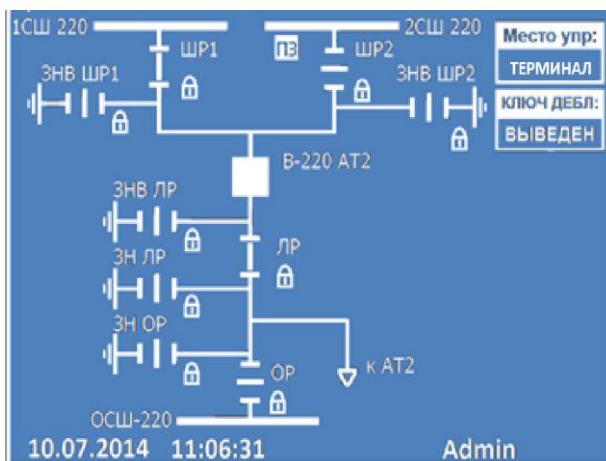 1СШ 220
2СШ 220
Место упр:
ТЕРМИНАЛ
КЛЮЧ ДЕБЛ:
ВЫВЕДЕН
ШР1
ПЗ
ШР2
ЗНВ ШР1
ЗНВ ШР2
В-220 АТ2
ЗНВ ЛР
ЛР
ЗН ЛР
ЗН ОР
к АТ2
ОР
ОСШ-220
10.07.2014 11:06:31 Admin